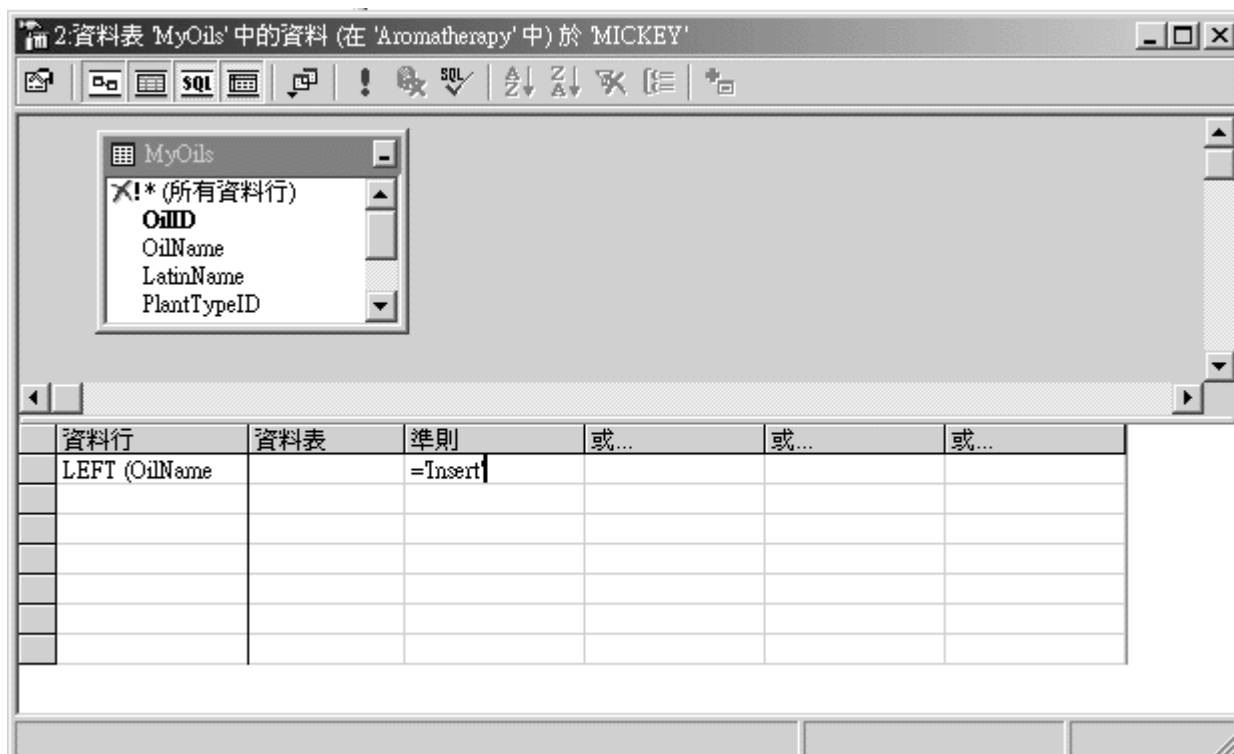 2:資料表 'MyOils' 中的資料 (在 'Aromatherapy' 中) 於 'MICKEY'
SQL SQL A Z Z A
MyOils
* (所有資料行)
OilID
OilName
LatinName
PlantTypeID
資料行 資料表 準則 或... 或... 或...
LEFT (OilName ='Insert'